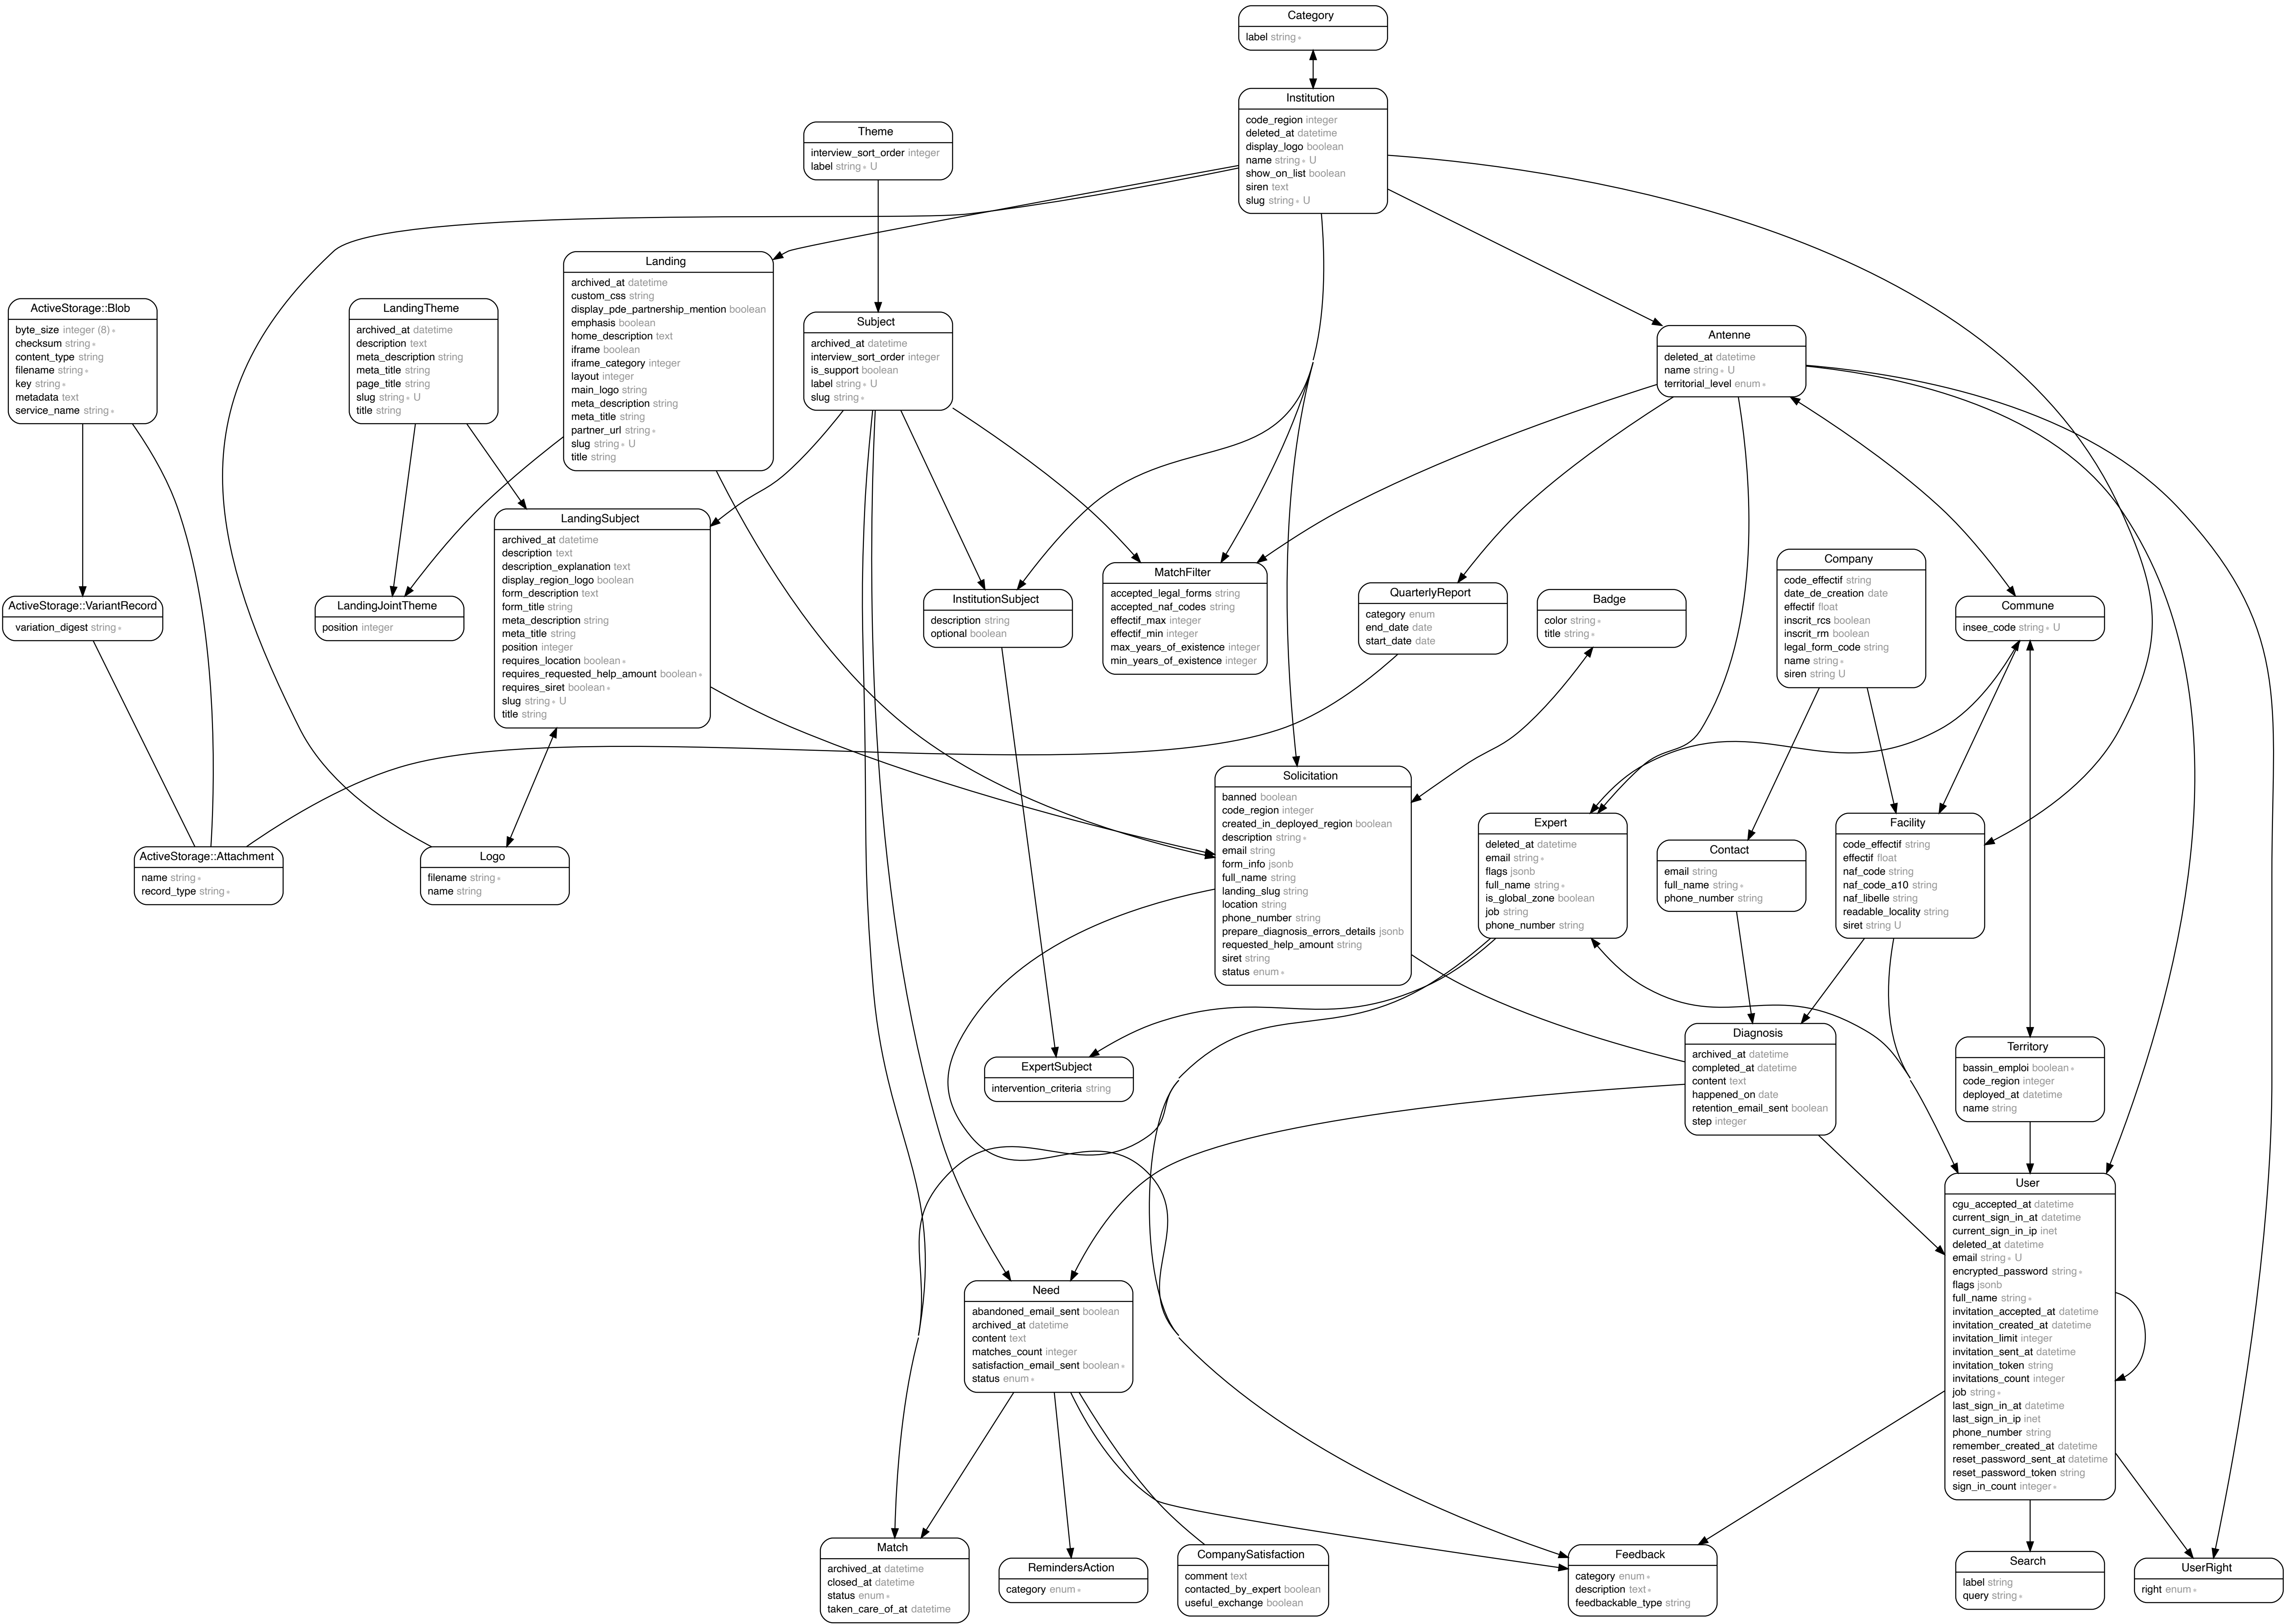 Category
label string∗
Institution
code_region integer
deleted_at datetime
display_logo boolean
name string∗ U
show_on_list boolean
siren text
slug string∗ U
Theme
interview_sort_order integer
label string∗ U
Landing
archived_at datetime
custom_css string
display_pde_partnership_mention boolean
emphasis boolean
home_description text
iframe boolean
iframe_category integer
layout integer
main_logo string
meta_description string
meta_title string
partner_url string∗
slug string∗ U
title string
ActiveStorage::Blob
byte_size integer (8)∗
checksum string∗
content_type string
filename string∗
key string∗
metadata text
service_name string∗
LandingTheme
archived_at datetime
description text
meta_description string
meta_title string
page_title string
slug string∗ U
title string
Subject
archived_at datetime
interview_sort_order integer
is_support boolean
label string∗ U
slug string∗
Antenne
deleted_at datetime
name string∗ U
territorial_level enum∗
LandingSubject
archived_at datetime
description text
description_explanation text
display_region_logo boolean
form_description text
form_title string
meta_description string
meta_title string
position integer
requires_location boolean∗
requires_requested_help_amount boolean∗
requires_siret boolean∗
slug string∗ U
title string
ActiveStorage::VariantRecord
variation_digest string∗
LandingJointTheme
position integer
InstitutionSubject
description string
optional boolean
MatchFilter
accepted_legal_forms string
accepted_naf_codes string
effectif_max integer
effectif_min integer
max_years_of_existence integer
min_years_of_existence integer
QuarterlyReport
category enum
end_date date
start_date date
Badge
color string∗
title string∗
Company
code_effectif string
date_de_creation date
effectif float
inscrit_rcs boolean
inscrit_rm boolean
legal_form_code string
name string∗
siren string U
Commune
insee_code string∗ U
ActiveStorage::Attachment
name string∗
record_type string∗
Logo
filename string∗
name string
Solicitation
banned boolean
code_region integer
created_in_deployed_region boolean
description string∗
email string
form_info jsonb
full_name string
landing_slug string
location string
phone_number string
prepare_diagnosis_errors_details jsonb
requested_help_amount string
siret string
status enum∗
Expert
deleted_at datetime
email string∗
flags jsonb
full_name string∗
is_global_zone boolean
job string
phone_number string
Contact
email string
full_name string∗
phone_number string
Facility
code_effectif string
effectif float
naf_code string
naf_code_a10 string
naf_libelle string
readable_locality string
siret string U
ExpertSubject
intervention_criteria string
Diagnosis
archived_at datetime
completed_at datetime
content text
happened_on date
retention_email_sent boolean
step integer
Territory
bassin_emploi boolean∗
code_region integer
deployed_at datetime
name string
User
cgu_accepted_at datetime
current_sign_in_at datetime
current_sign_in_ip inet
deleted_at datetime
email string∗ U
encrypted_password string∗
flags jsonb
full_name string∗
invitation_accepted_at datetime
invitation_created_at datetime
invitation_limit integer
invitation_sent_at datetime
invitation_token string
invitations_count integer
job string∗
last_sign_in_at datetime
last_sign_in_ip inet
phone_number string
remember_created_at datetime
reset_password_sent_at datetime
reset_password_token string
sign_in_count integer∗
Need
abandoned_email_sent boolean
archived_at datetime
content text
matches_count integer
satisfaction_email_sent boolean∗
status enum∗
Match
archived_at datetime
closed_at datetime
status enum∗
taken_care_of_at datetime
RemindersAction
category enum∗
CompanySatisfaction
comment text
contacted_by_expert boolean
useful_exchange boolean
Feedback
category enum∗
description text∗
feedbackable_type string
Search
label string
query string∗
UserRight
right enum∗